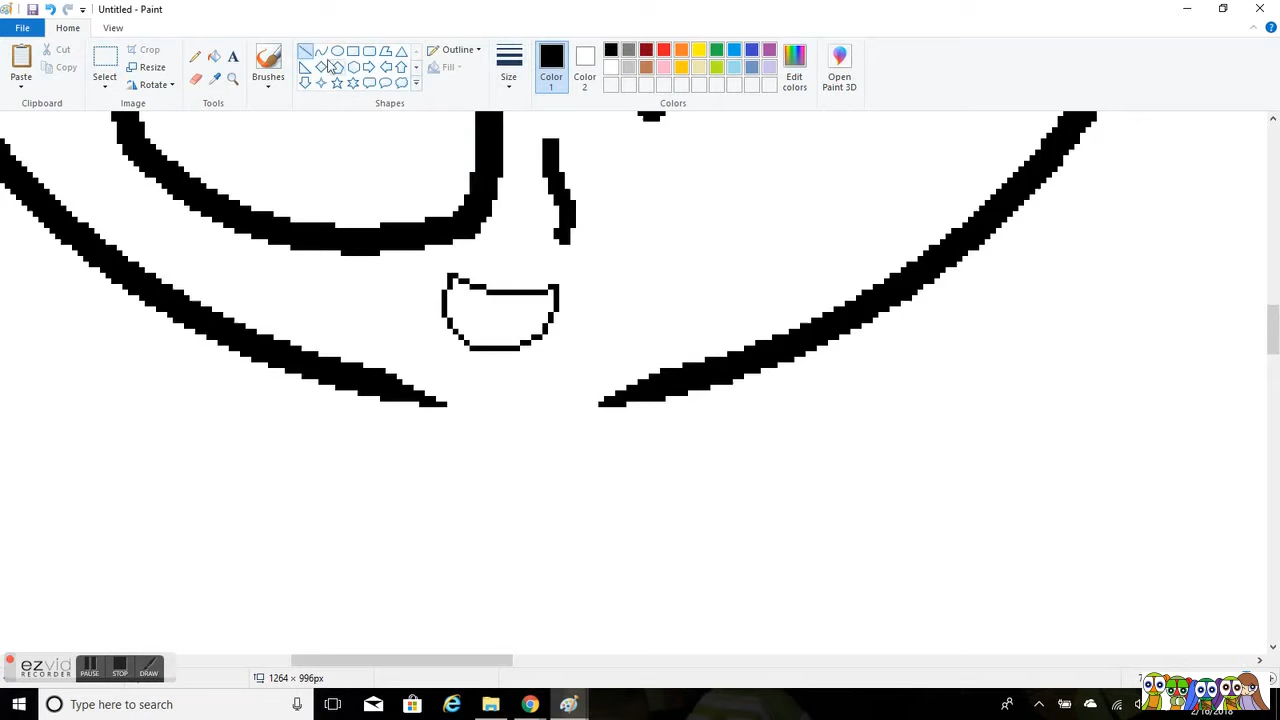 Untitled - Paint
File
Home
View
Paste
Cut
Copy
Clipboard
Select
Crop
Resize
Rotate
Image
Tools
Brushes
Shapes
Outline
Fill
Size
Color 1
Color 2
Edit colors
Open Paint 3D
Colors
ezvid
RECORDER
PAUSE
STOP
DRAW
1264 × 996px
Type here to search